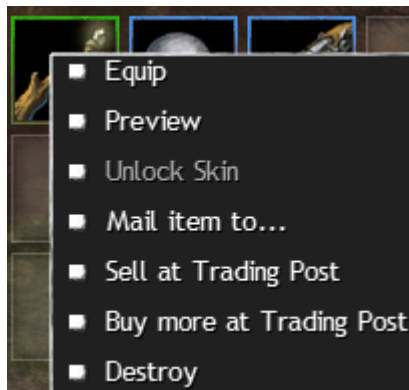 Equip
Preview
Unlock Skin
Mail item to...
Sell at Trading Post
Buy more at Trading Post
Destroy